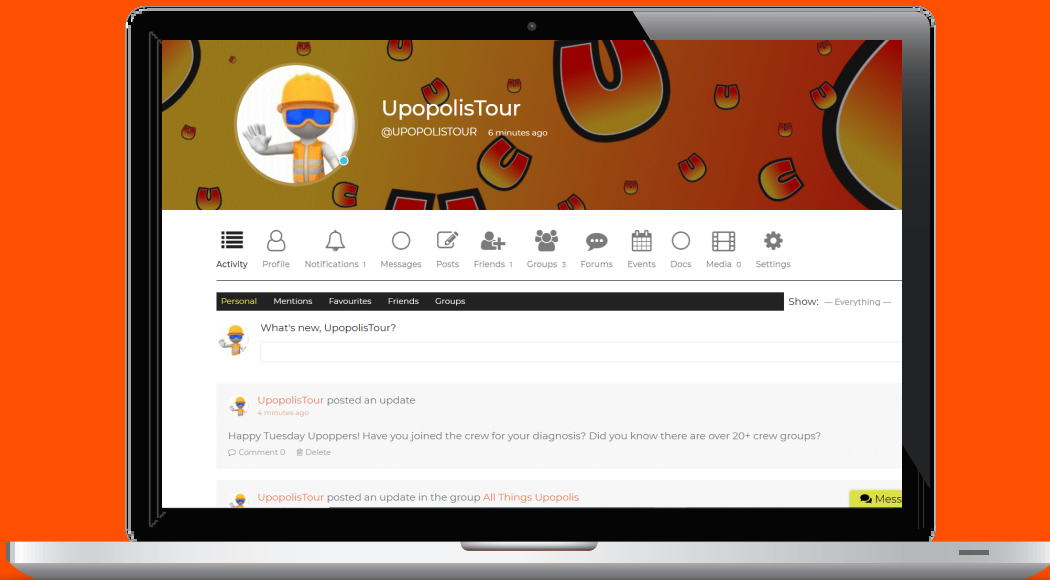 UpopolisTour
@UPOPOLISTOUR 6 minutes ago
Activity Profile Notifications 1 Messages Posts Friends 1 Groups 3 Forums Events Docs Media 0 Settings
Personal Mentions Favourites Friends Groups Show: — Everything —
What's new, UpopolisTour?
UpopolisTour posted an update
4 minutes ago
Happy Tuesday Upoppers! Have you joined the crew for your diagnosis? Did you know there are over 20+ crew groups?
Comment 0 Delete
UpopolisTour posted an update in the group All Things Upopolis
Mess